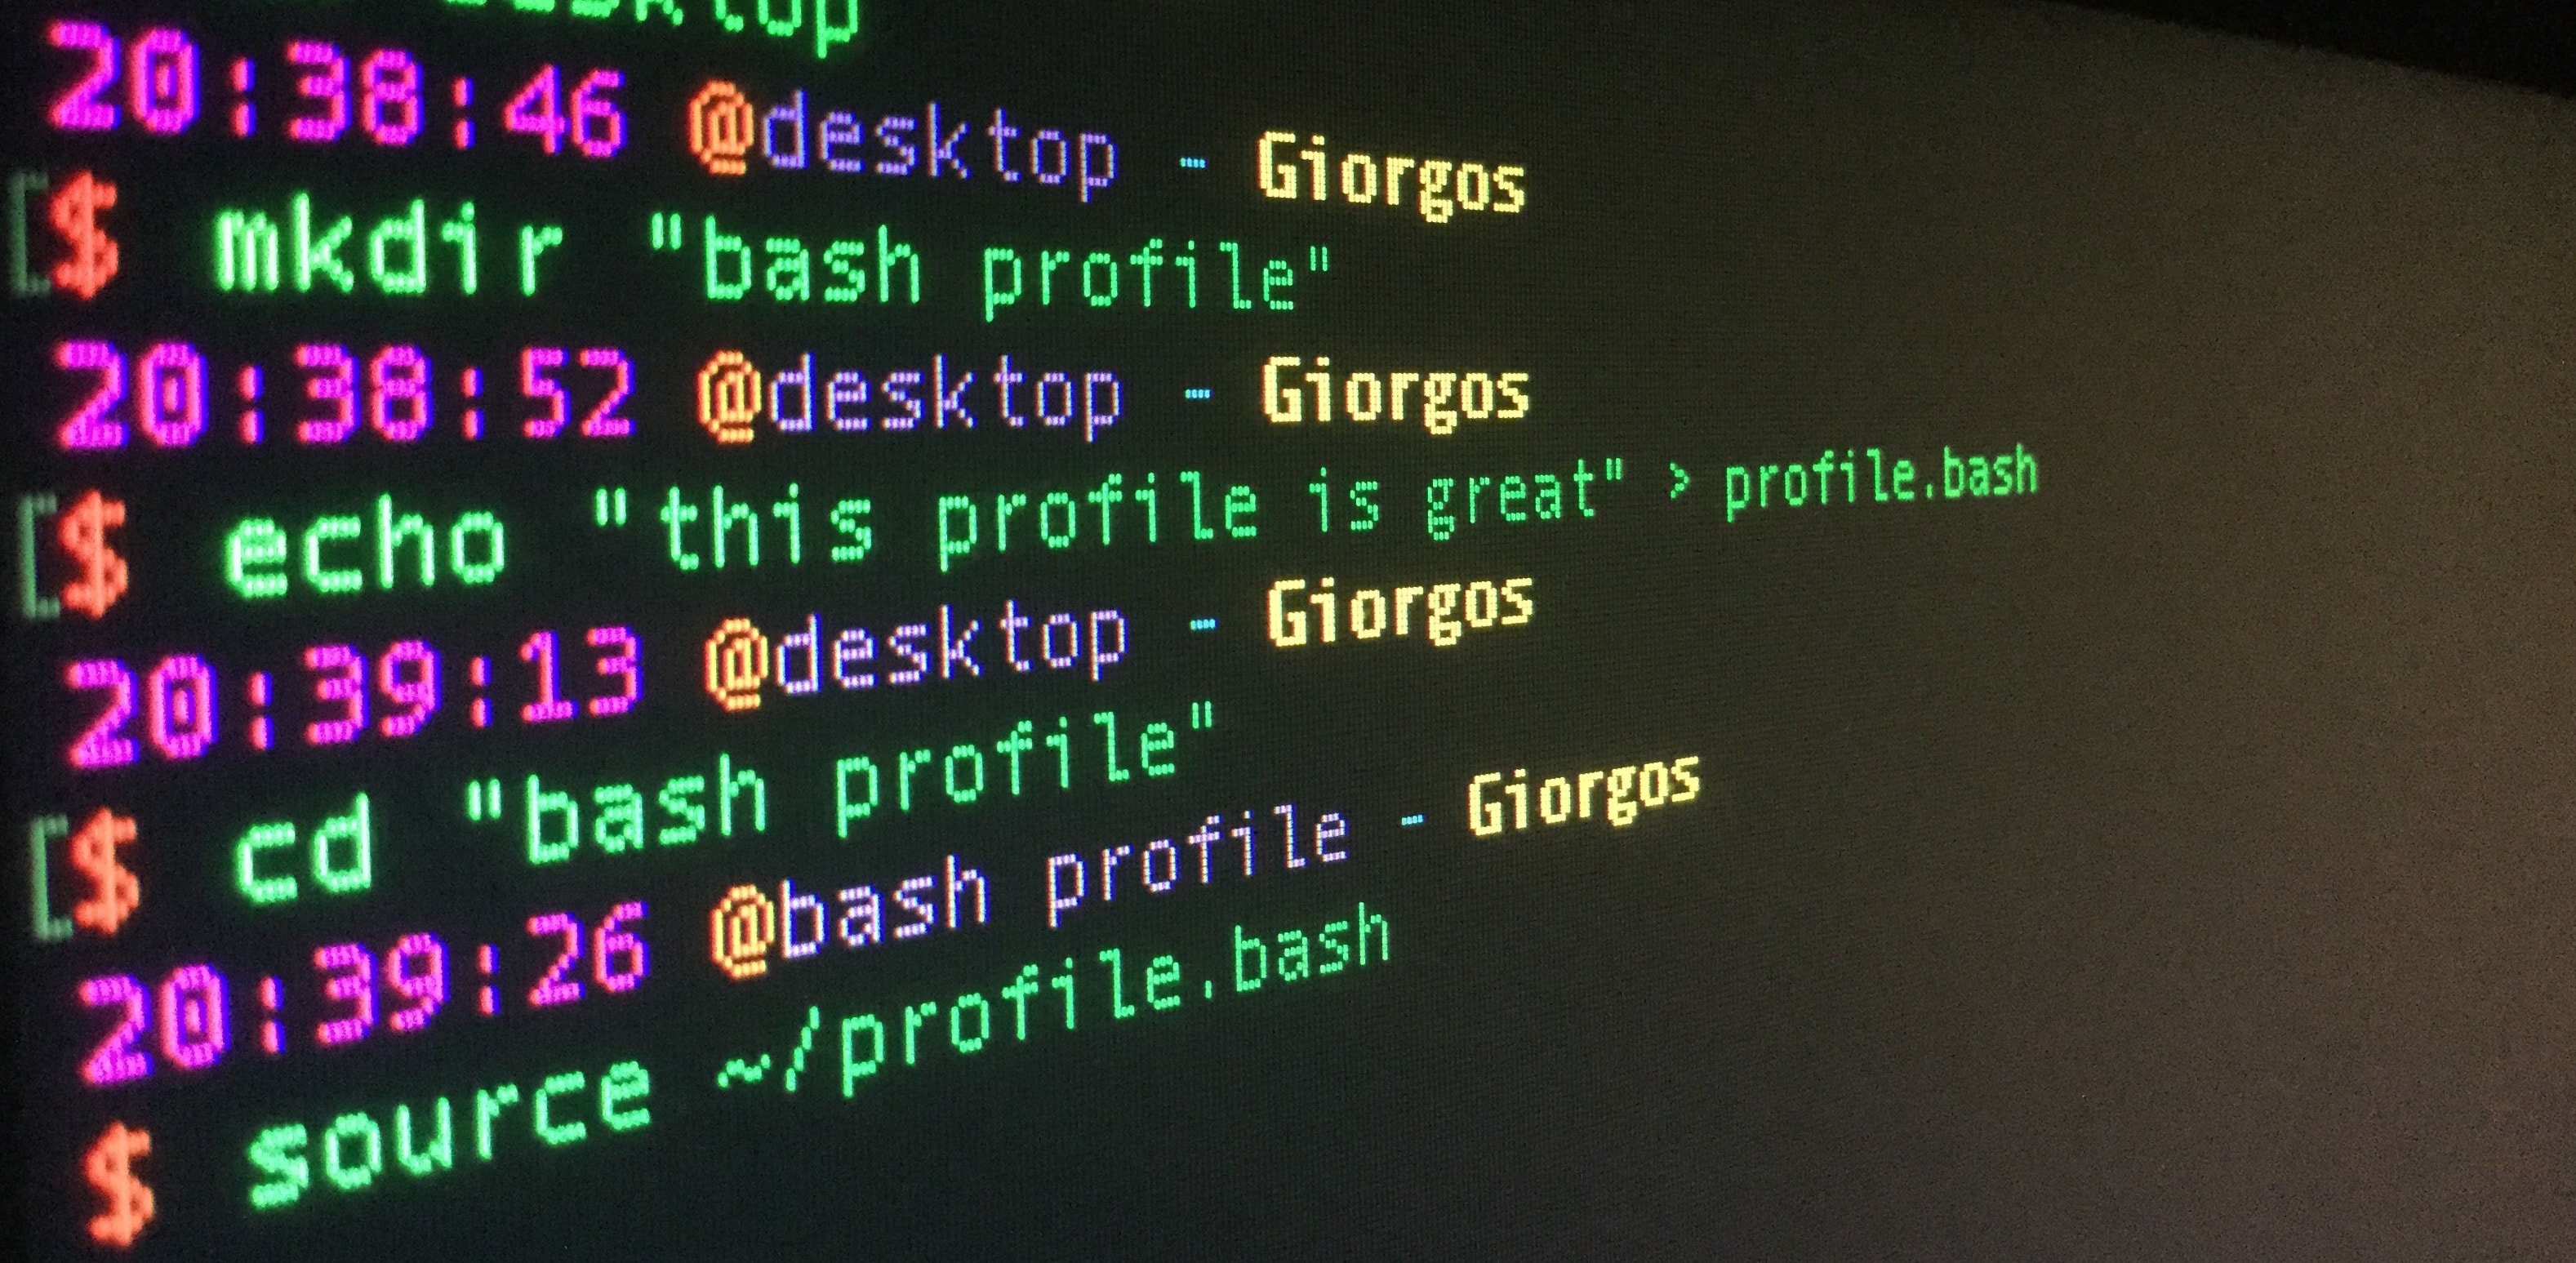 desktop
20:38:46 @desktop - Giorgos
[$ mkdir "bash profile"
20:38:52 @desktop - Giorgos
[$ echo "this profile is great" > profile.bash
20:39:13 @desktop - Giorgos
[$ cd "bash profile"
20:39:26 @bash profile - Giorgos
$ source ~/profile.bash